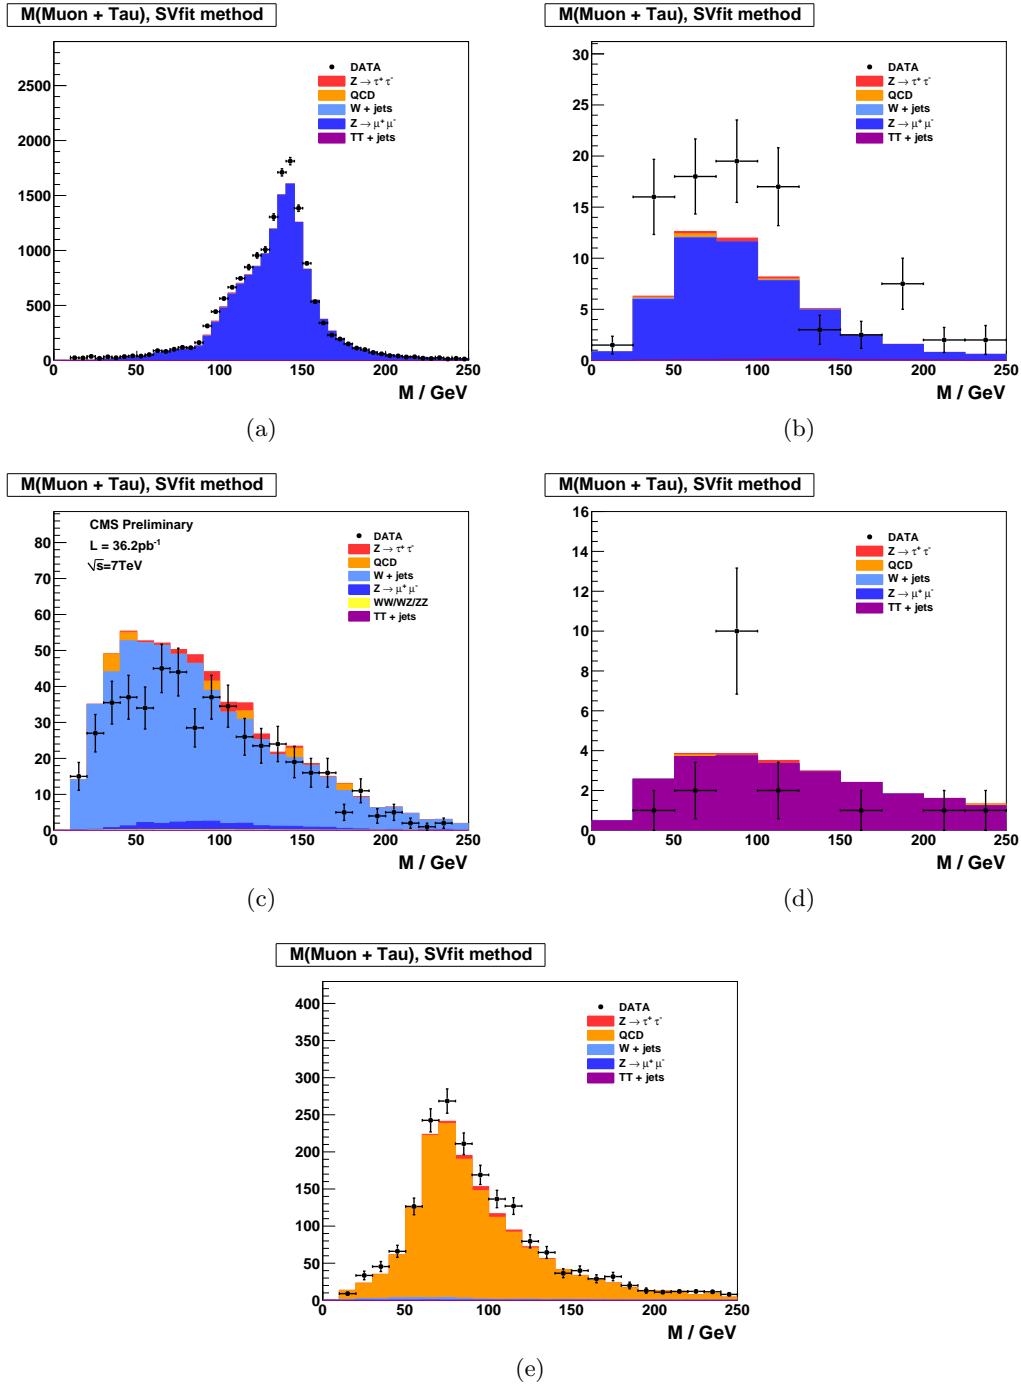 M(Muon + Tau), SVfit method
DATA
Z → τ⁺ τ⁻
QCD
W + jets
Z → μ⁺ μ⁻
TT + jets
2500
2000
1500
1000
500
0
0 50 100 150 200 250
M / GeV
(a)
M(Muon + Tau), SVfit method
DATA
Z → τ⁺ τ⁻
QCD
W + jets
Z → μ⁺ μ⁻
TT + jets
30
25
20
15
10
5
0
0 50 100 150 200 250
M / GeV
(b)
M(Muon + Tau), SVfit method
CMS Preliminary
L = 36.2pb⁻¹
√s=7TeV
DATA
Z → τ⁺ τ⁻
QCD
W + jets
Z → μ⁺ μ⁻
WW/WZ/ZZ
TT + jets
80
70
60
50
40
30
20
10
0
0 50 100 150 200 250
M / GeV
(c)
M(Muon + Tau), SVfit method
DATA
Z → τ⁺ τ⁻
QCD
W + jets
Z → μ⁺ μ⁻
TT + jets
16
14
12
10
8
6
4
2
0
0 50 100 150 200 250
M / GeV
(d)
M(Muon + Tau), SVfit method
DATA
Z → τ⁺ τ⁻
QCD
W + jets
Z → μ⁺ μ⁻
TT + jets
400
350
300
250
200
150
100
50
0
0 50 100 150 200 250
M / GeV
(e)